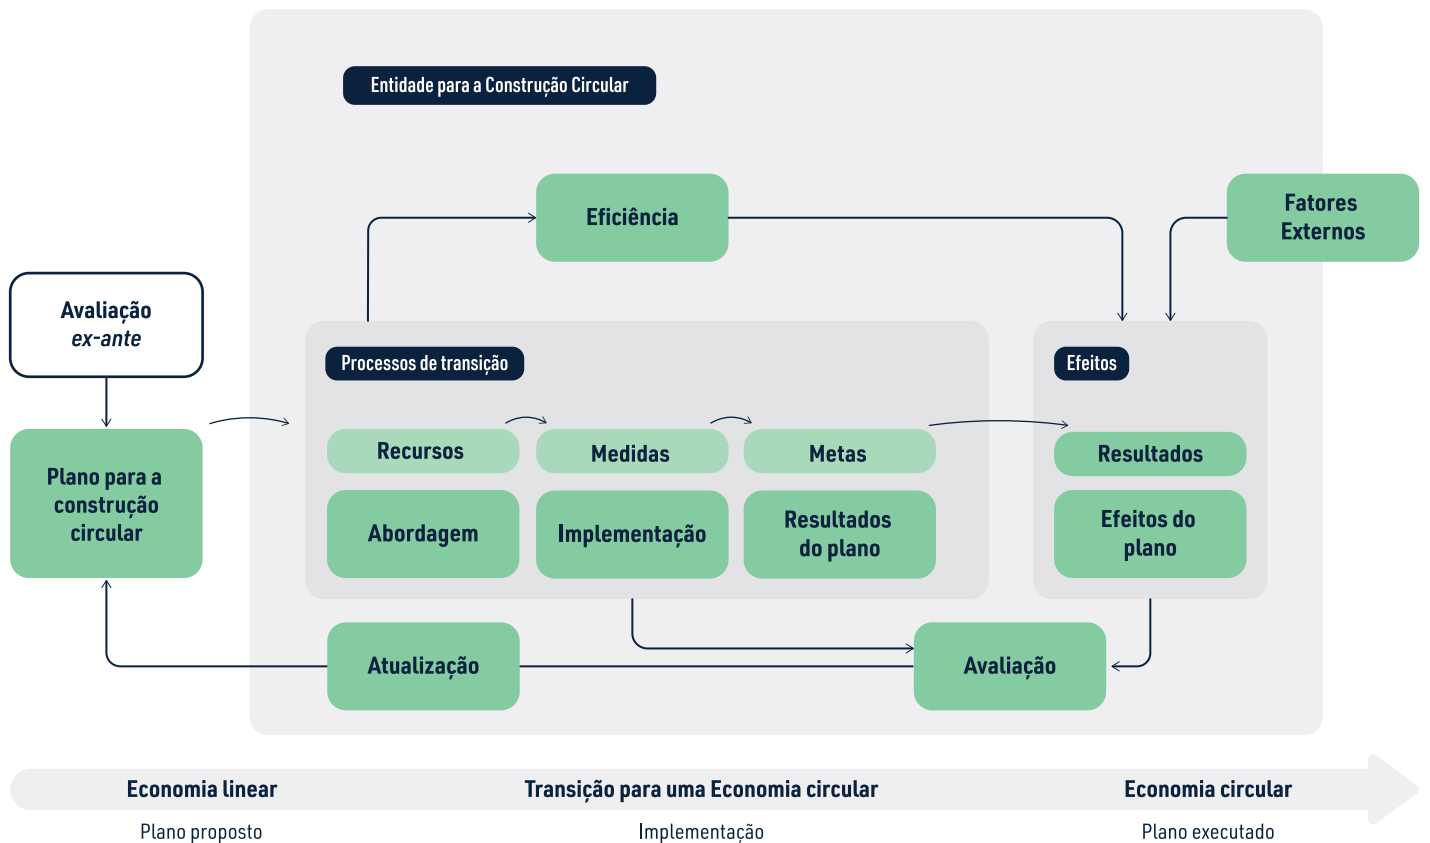 Entidade para a Construção Circular
Eficiência
Fatores
Externos
Avaliação
ex-ante
Processos de transição
Efeitos
Recursos
Medidas
Metas
Resultados
Plano para a
construção
circular
Abordagem
Implementação
Resultados
do plano
Efeitos do
plano
Atualização
Avaliação
Economia linear
Transição para uma Economia circular
Economia circular
Plano proposto
Implementação
Plano executado